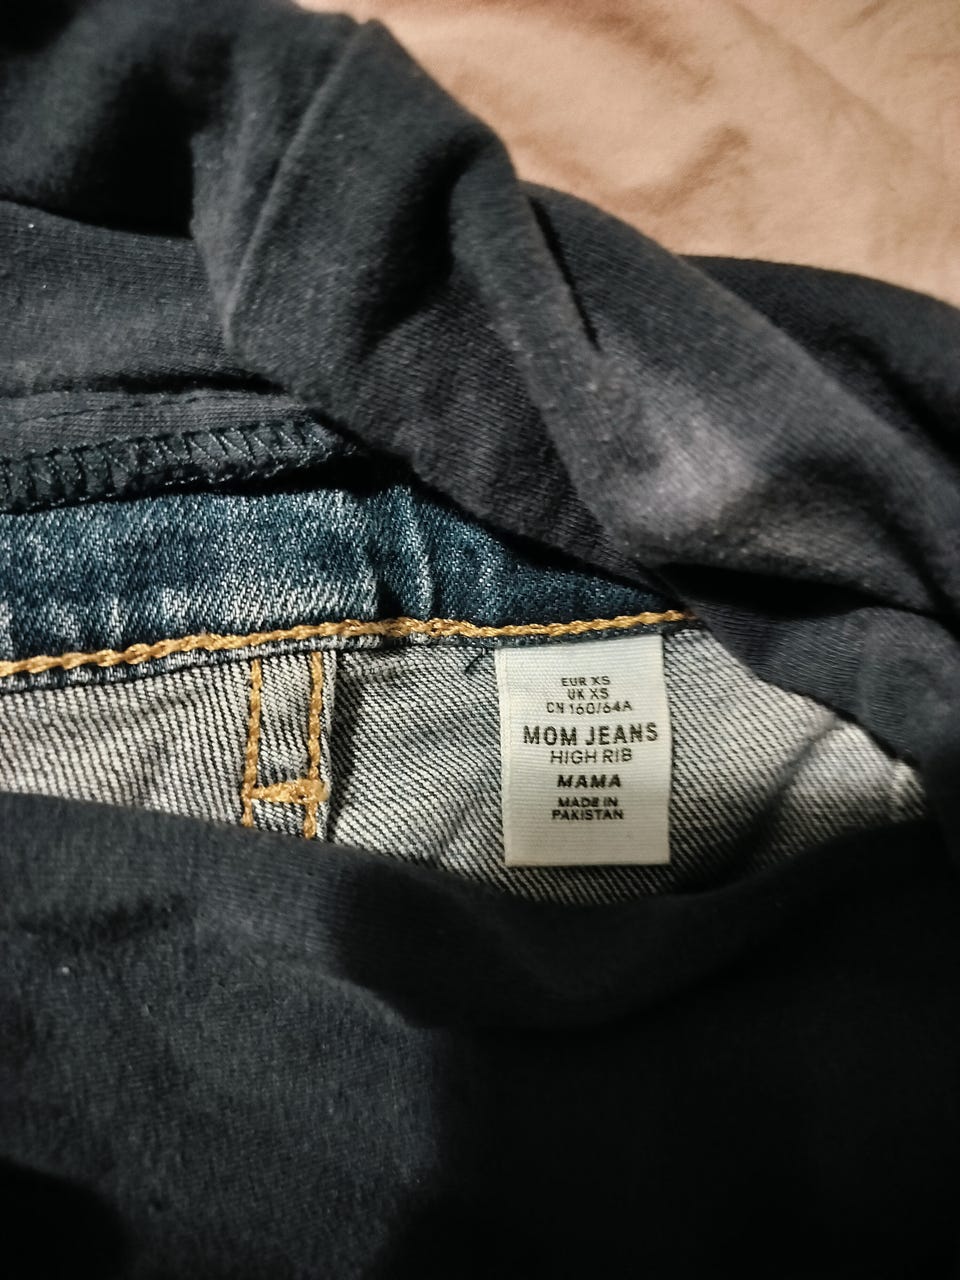 EUR XS
UK XS
CN 160/64A
MOM JEANS
HIGH RIB
MAMA
MADE IN
PAKISTAN